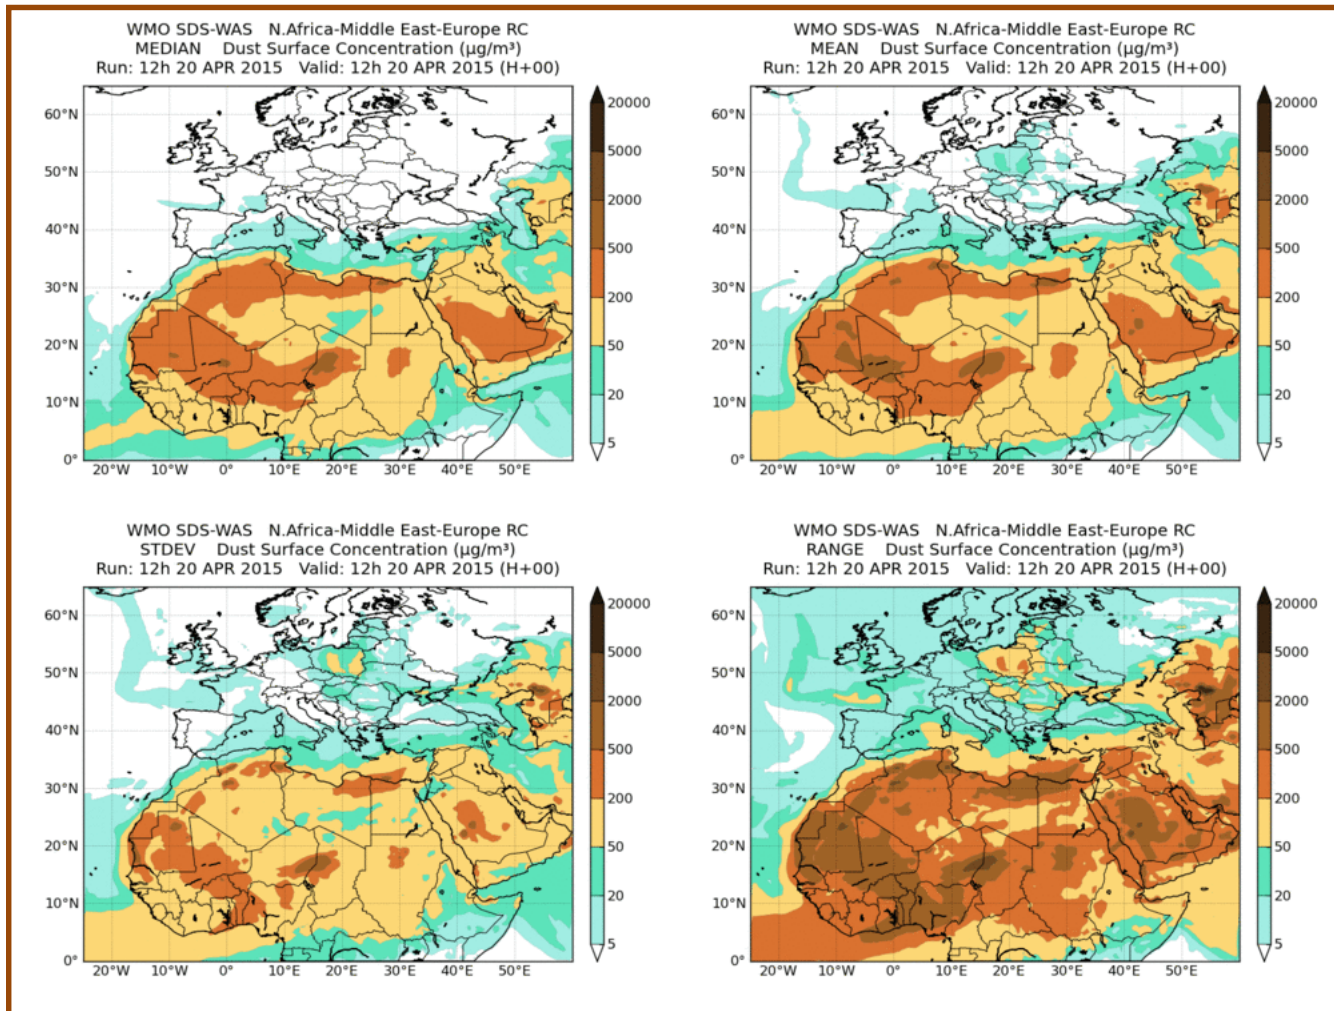 WMO SDS-WAS   N.Africa-Middle East-Europe RC
MEDIAN   Dust Surface Concentration (µg/m³)
Run: 12h 20 APR 2015   Valid: 12h 20 APR 2015 (H+00)
60°N
50°N
40°N
30°N
20°N
10°N
0°
20°W 10°W 0° 10°E 20°E 30°E 40°E 50°E
20000
5000
2000
500
200
50
20
5
WMO SDS-WAS   N.Africa-Middle East-Europe RC
MEAN   Dust Surface Concentration (µg/m³)
Run: 12h 20 APR 2015   Valid: 12h 20 APR 2015 (H+00)
60°N
50°N
40°N
30°N
20°N
10°N
0°
20°W 10°W 0° 10°E 20°E 30°E 40°E 50°E
20000
5000
2000
500
200
50
20
5
WMO SDS-WAS   N.Africa-Middle East-Europe RC
STDEV   Dust Surface Concentration (µg/m³)
Run: 12h 20 APR 2015   Valid: 12h 20 APR 2015 (H+00)
60°N
50°N
40°N
30°N
20°N
10°N
0°
20°W 10°W 0° 10°E 20°E 30°E 40°E 50°E
20000
5000
2000
500
200
50
20
5
WMO SDS-WAS   N.Africa-Middle East-Europe RC
RANGE   Dust Surface Concentration (µg/m³)
Run: 12h 20 APR 2015   Valid: 12h 20 APR 2015 (H+00)
60°N
50°N
40°N
30°N
20°N
10°N
0°
20°W 10°W 0° 10°E 20°E 30°E 40°E 50°E
20000
5000
2000
500
200
50
20
5